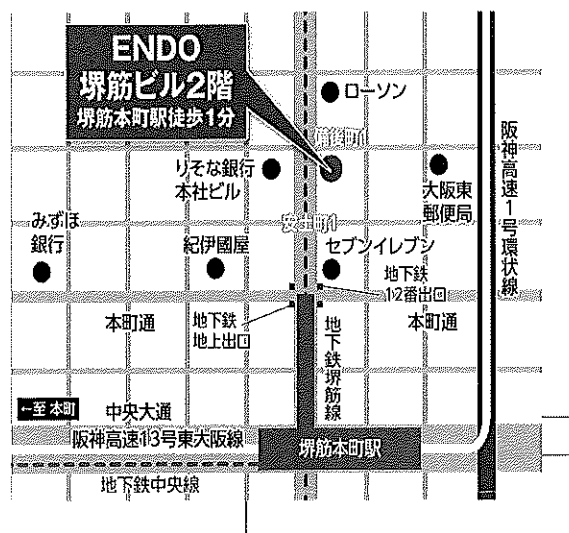 ENDO
堺筋ビル2階
堺筋本町駅徒歩1分
ローソン
備後町1
りそな銀行
本社ビル
大阪東
郵便局
阪神高速1号環状線
みずほ
銀行
紀伊國屋
安土町1
セブンイレブン
地下鉄
12番出口
本町通
地下鉄
地上出口
地下鉄堺筋線
本町通
←至 本町
中央大通
阪神高速13号東大阪線
堺筋本町駅
地下鉄中央線